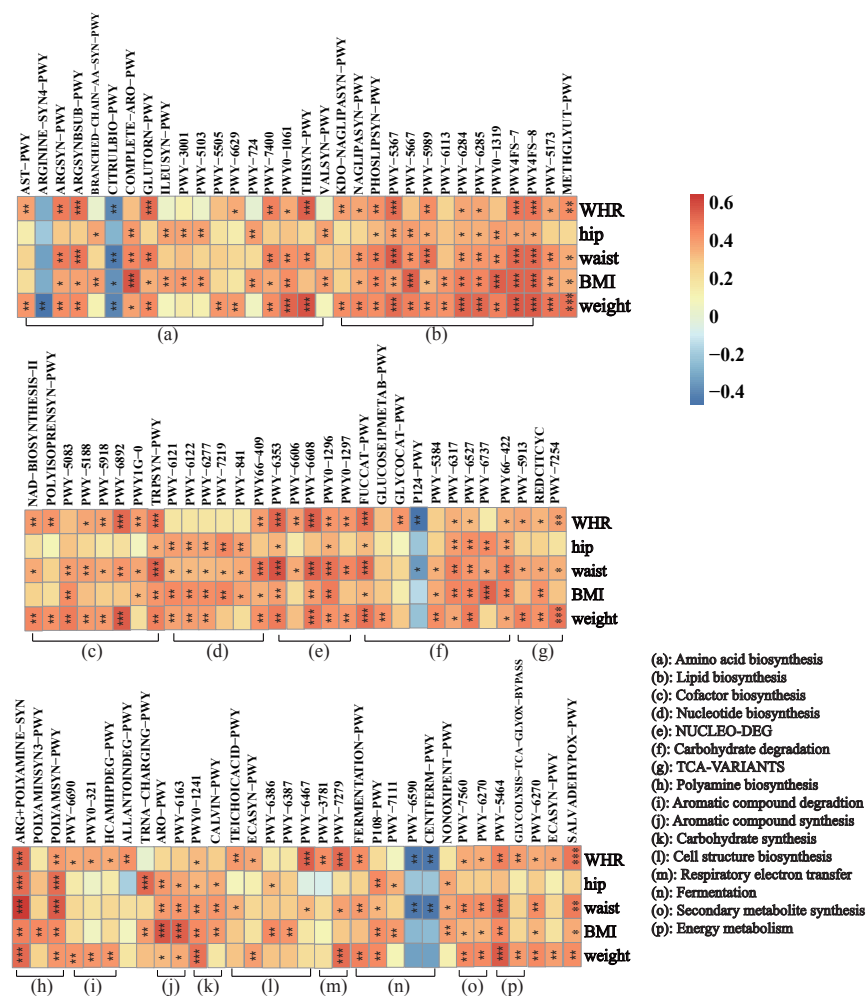 AST-PWY
ARGININE-SYN4-PWY
ARGSYN-PWY
ARGSYNBSUB-PWY
BRANCHED-CHAIN-AA-SYN-PWY
CITRULBIO-PWY
COMPLETE-ARO-PWY
GLUTORN-PWY
ILEUSYN-PWY
PWY-3001
PWY-5103
PWY-5505
PWY-6629
PWY-724
PWY-7400
PWY0-1061
THISYN-PWY
VALSYN-PWY
KDO-NAGLIPASYN-PWY
NAGLIPASYN-PWY
PHOSLIPSYN-PWY
PWY-5367
PWY-5667
PWY-5989
PWY-6113
PWY-6284
PWY-6285
PWY0-1319
PWY4FS-7
PWY4FS-8
PWY-5173
METHGLYUT-PWY
WHR
hip
waist
BMI
weight
(a)
(b)
0.6
0.4
0.2
0
−0.2
−0.4
NAD-BIOSYNTHESIS-II
POLYISOPRENSYN-PWY
PWY-5083
PWY-5188
PWY-5918
PWY-6892
PWY1G-0
TRPSYN-PWY
PWY-6121
PWY-6122
PWY-6277
PWY-7219
PWY-841
PWY66-409
PWY-6353
PWY-6606
PWY-6608
PWY0-1296
PWY0-1297
FUCCAT-PWY
GLUCOSE1PMETAB-PWY
GLYCOCAT-PWY
P124-PWY
PWY-5384
PWY-6317
PWY-6527
PWY-6737
PWY66-422
PWY-5913
REDCITCYC
PWY-7254
WHR
hip
waist
BMI
weight
(c)
(d)
(e)
(f)
(g)
ARG+POLYAMINE-SYN
POLYAMINSYN3-PWY
POLYAMSYN-PWY
PWY-6690
PWY0-321
HCAMHPDEG-PWY
ALLANTOINDEG-PWY
TRNA-CHARGING-PWY
ARO-PWY
PWY-6163
PWY0-1241
CALVIN-PWY
TEICHOICACID-PWY
ECASYN-PWY
PWY-6386
PWY-6387
PWY-6467
PWY-3781
PWY-7279
FERMENTATION-PWY
P108-PWY
PWY-7111
PWY-6590
CENTFERM-PWY
NONOXIPENT-PWY
PWY-7560
PWY-6270
PWY-5464
GLYCOLYSIS-TCA-GLYOX-BYPASS
PWY-6270
ECASYN-PWY
SALVADEHYPOX-PWY
WHR
hip
waist
BMI
weight
(h)
(i)
(j)
(k)
(l)
(m)
(n)
(o)
(p)
(a): Amino acid biosynthesis
(b): Lipid biosynthesis
(c): Cofactor biosynthesis
(d): Nucleotide biosynthesis
(e): NUCLEO-DEG
(f): Carbohydrate degradation
(g): TCA-VARIANTS
(h): Polyamine biosynthesis
(i): Aromatic compound degradtion
(j): Aromatic compound synthesis
(k): Carbohydrate synthesis
(l): Cell structure biosynthesis
(m): Respiratory electron transfer
(n): Fermentation
(o): Secondary metabolite synthesis
(p): Energy metabolism